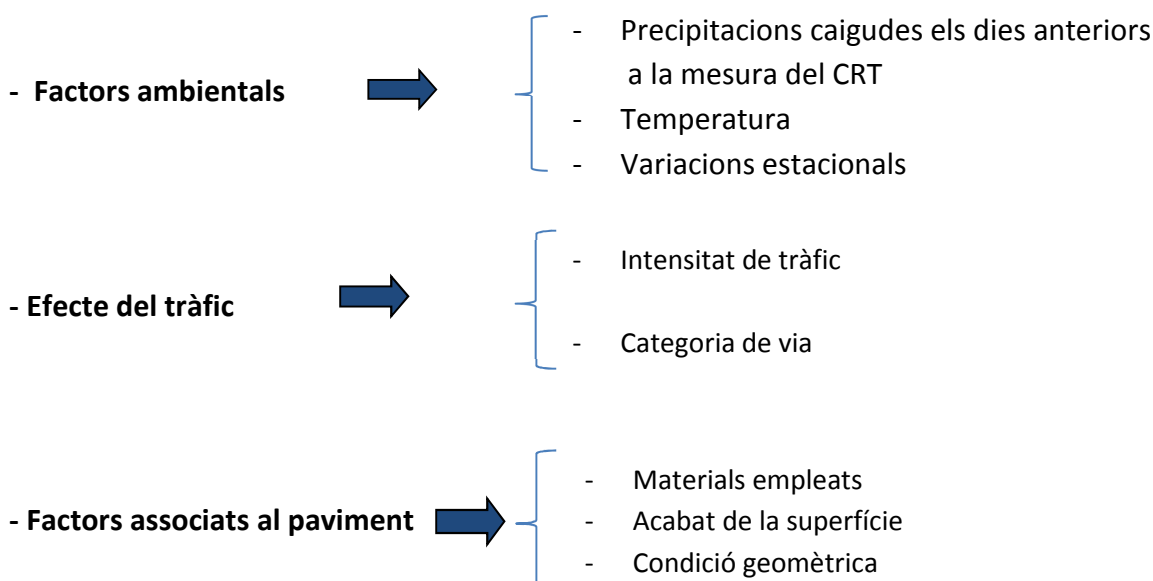 - Factors ambientals
- Precipitacions caigudes els dies anteriors
a la mesura del CRT
- Temperatura
- Variacions estacionals
- Efecte del tràfic
- Intensitat de tràfic
- Categoria de via
- Factors associats al paviment
- Materials empleats
- Acabat de la superfície
- Condició geomètrica